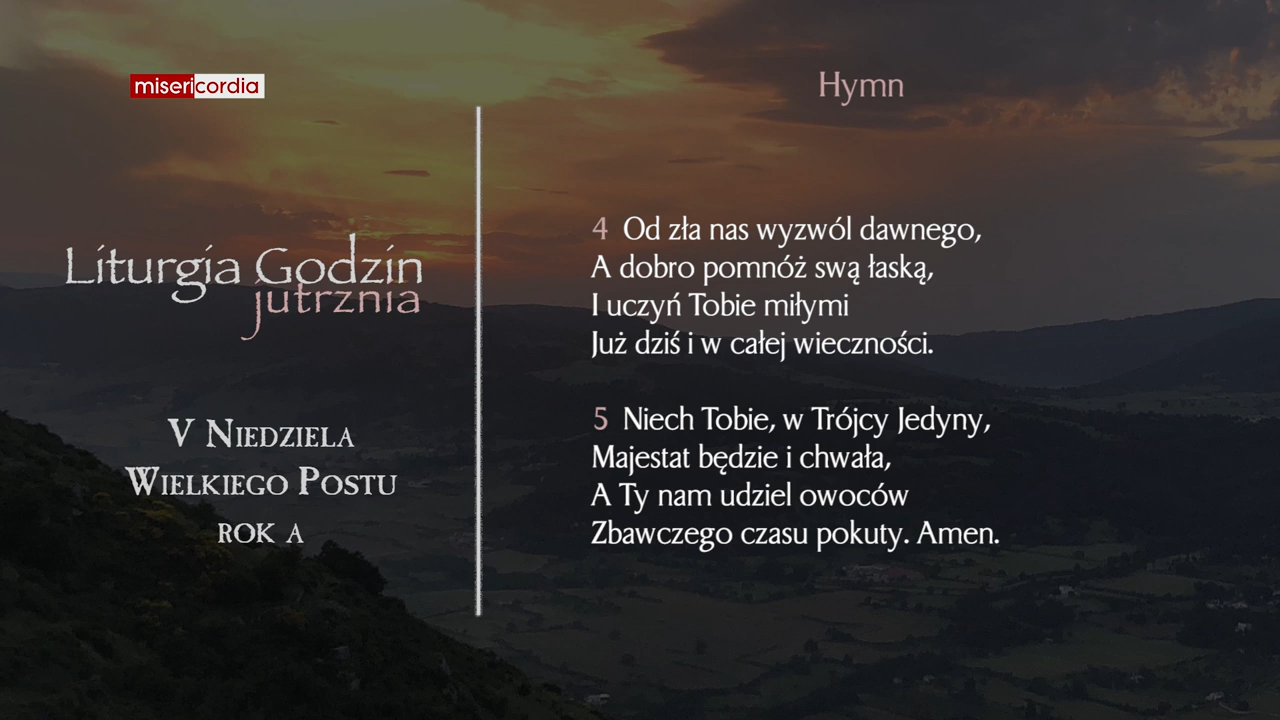 misericordia
Liturgia Godzin
jutrznia
V Niedziela
Wielkiego Postu
rok a
Hymn
4 Od zła nas wyzwól dawnego,
A dobro pomnóż swą łaską,
I uczyń Tobie miłymi
Już dziś i w całej wieczności.
5 Niech Tobie, w Trójcy Jedyny,
Majestat będzie i chwała,
A Ty nam udziel owoców
Zbawczego czasu pokuty. Amen.